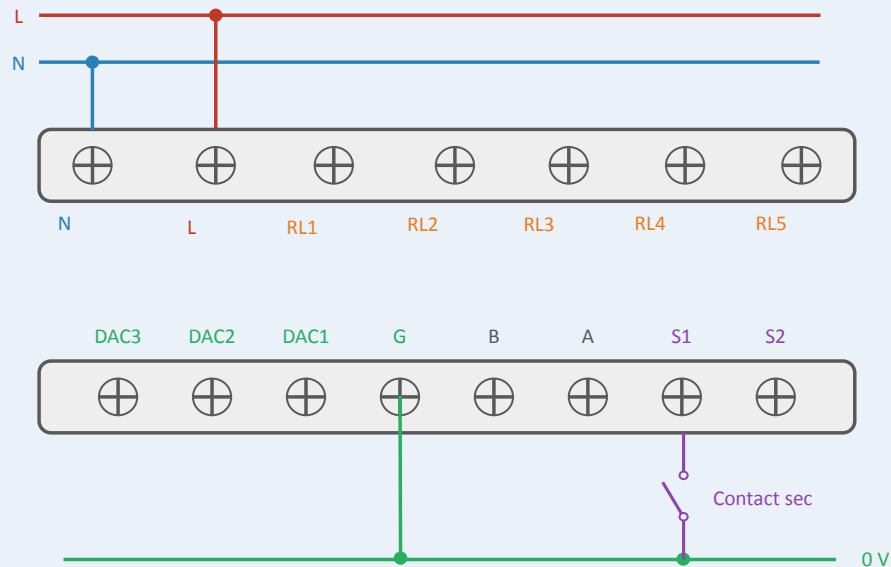 L
N
N L RL1 RL2 RL3 RL4 RL5
DAC3 DAC2 DAC1 G B A S1 S2
Contact sec
0 V